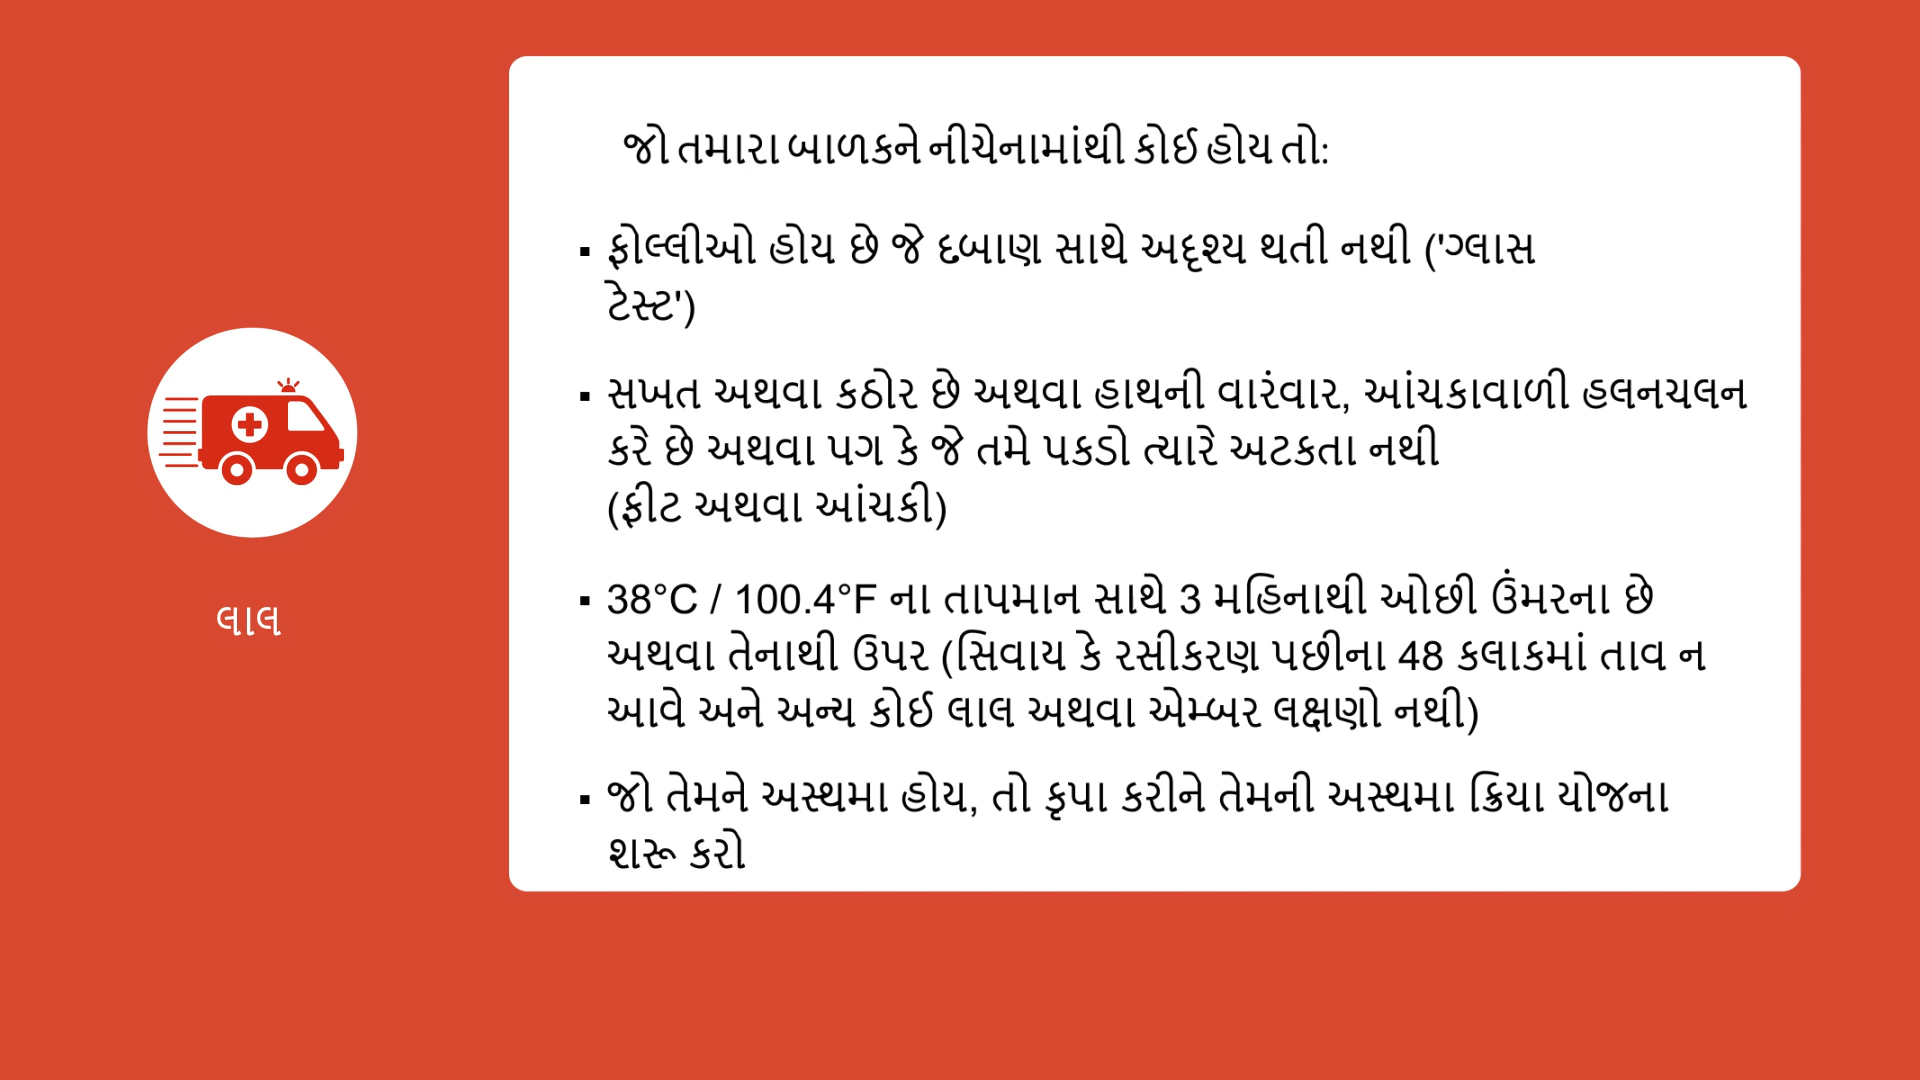 લાલ
જો તમારા બાળકને નીચેનામાંથી કોઈ હોય તો:
▪ ફોલ્લીઓ હોય છે જે દબાણ સાથે અદૃશ્ય થતી નથી ('ગ્લાસ
ટેસ્ટ')
▪ સખત અથવા કઠોર છે અથવા હાથની વારંવાર, આંચકાવાળી હલનચલન
કરે છે અથવા પગ કે જે તમે પકડો ત્યારે અટકતા નથી
(ફીટ અથવા આંચકી)
▪ 38°C / 100.4°F ના તાપમાન સાથે 3 મહિનાથી ઓછી ઉંમરના છે
અથવા તેનાથી ઉપર (સિવાય કે રસીકરણ પછીના 48 કલાકમાં તાવ ન
આવે અને અન્ય કોઈ લાલ અથવા એમ્બર લક્ષણો નથી)
▪ જો તેમને અસ્થમા હોય, તો કૃપા કરીને તેમની અસ્થમા ક્રિયા યોજના
શરૂ કરો